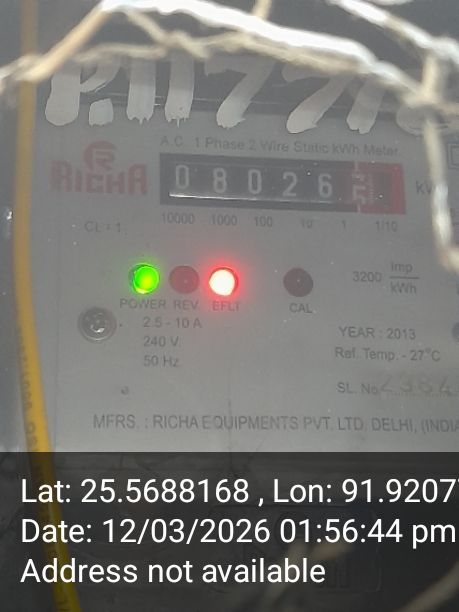 A.C. 1 Phase 2 Wire Static kWh Meter
RICHA
0 8 0 2 6
CL = 1
10000 1000 100 10 1 1/10
3200 Imp/kWh
POWER REV. EFLT CAL
2.5 - 10 A
240 V.
50 Hz
YEAR : 2013
Ref. Temp. - 27°C
SL. No.
MFRS. : RICHA EQUIPMENTS PVT. LTD. DELHI, (INDIA
Lat: 25.5688168 , Lon: 91.9207
Date: 12/03/2026 01:56:44 pm
Address not available